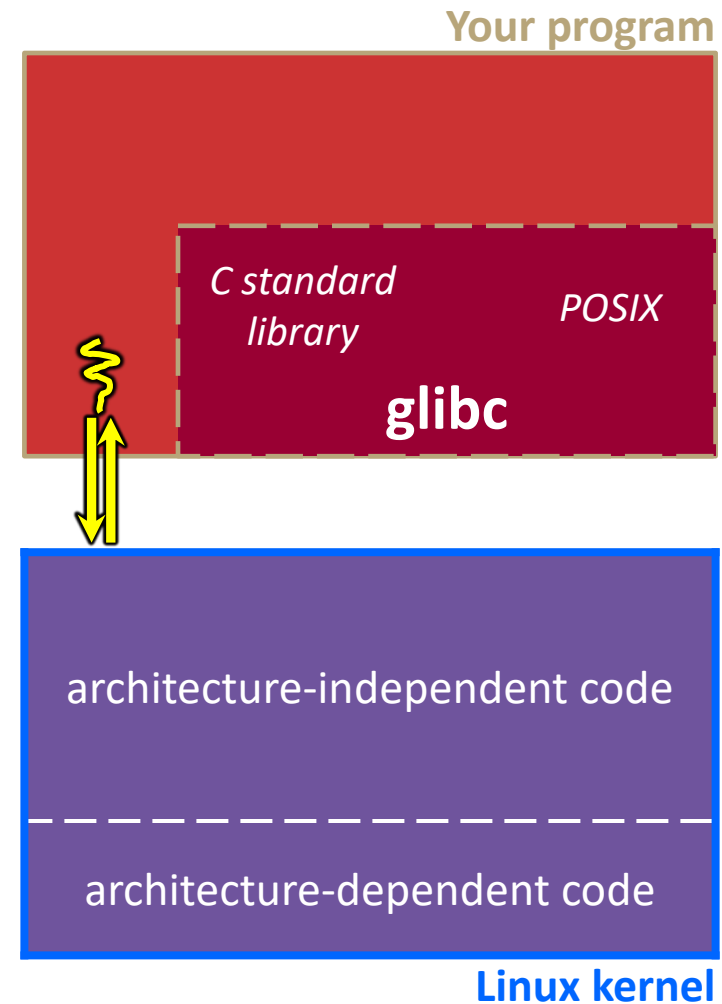 Your program
C standard
library
POSIX
glibc
architecture-independent code
architecture-dependent code
Linux kernel